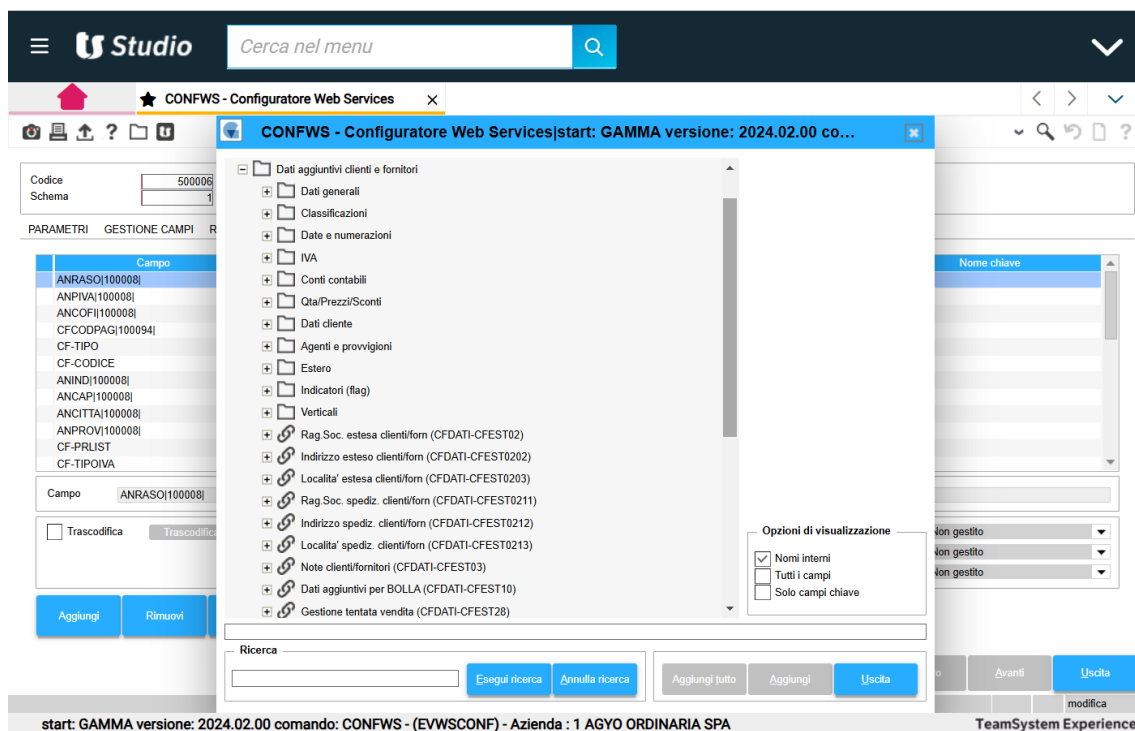 Studio
Cerca nel menu
CONFWS - Configuratore Web Services
CONFWS - Configuratore Web Services|start: GAMMA versione: 2024.02.00 co...
Codice 500006
Schema 1
PARAMETRI GESTIONE CAMPI R
Campo
Nome chiave
ANRASO|100008|
ANPIVA|100008|
ANCOFI|100008|
CFCODPAG|100094|
CF-TIPO
CF-CODICE
ANIND|100008|
ANCAP|100008|
ANCITTA|100008|
ANPROV|100008|
CF-PRLIST
CF-TIPOIVA
Campo ANRASO|100008|
Trascodifica Trascodifica
Aggiungi Rimuovi
Dati aggiuntivi clienti e fornitori
Dati generali
Classificazioni
Date e numerazioni
IVA
Conti contabili
Qta/Prezzi/Sconti
Dati cliente
Agenti e provvigioni
Estero
Indicatori (flag)
Verticali
Rag.Soc. estesa clienti/forn (CFDATI-CFEST02)
Indirizzo esteso clienti/forn (CFDATI-CFEST0202)
Localita' estesa clienti/forn (CFDATI-CFEST0203)
Rag.Soc. spediz. clienti/forn (CFDATI-CFEST0211)
Indirizzo spediz. clienti/forn (CFDATI-CFEST0212)
Localita' spediz. clienti/forn (CFDATI-CFEST0213)
Note clienti/fornitori (CFDATI-CFEST03)
Dati aggiuntivi per BOLLA (CFDATI-CFEST10)
Gestione tentata vendita (CFDATI-CFEST28)
Opzioni di visualizzazione
Nomi interni
Tutti i campi
Solo campi chiave
Ricerca
Esegui ricerca Annulla ricerca
Aggiungi tutto Aggiungi Uscita
Non gestito
Non gestito
Non gestito
o Avanti Uscita
modifica
start: GAMMA versione: 2024.02.00 comando: CONFWS - (EVWSCONF) - Azienda : 1 AGYO ORDINARIA SPA
TeamSystem Experience